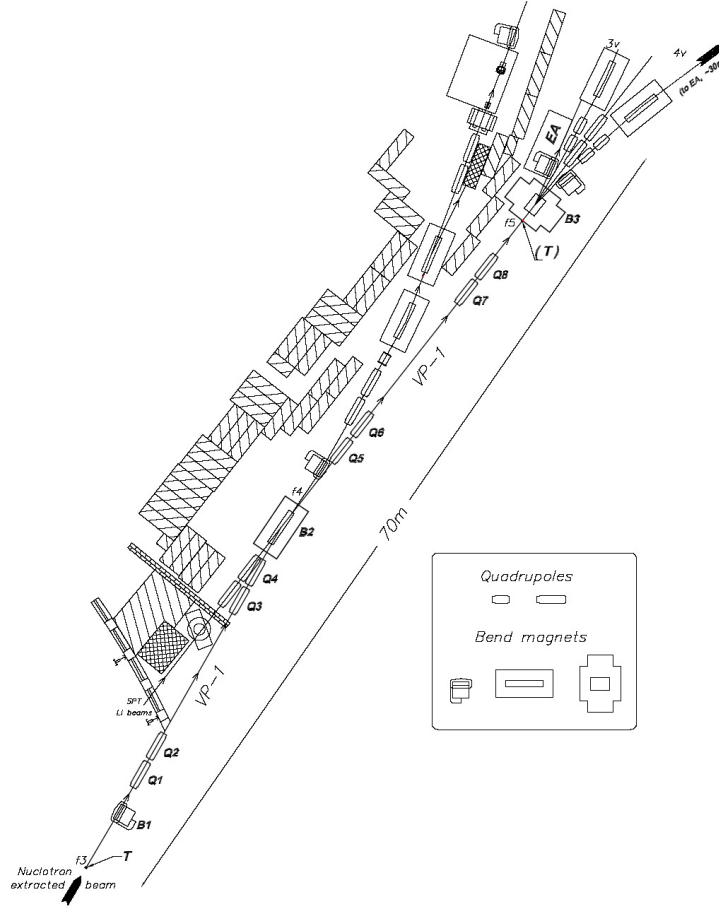 3v
4v
(to EA, ~30m
EA
B3
f5
(T)
Q8
Q7
VP-1
Q6
Q5
f4
70m
B2
Q4
Q3
Quadrupoles
Bend magnets
SPT
Li beams
VP-1
Q2
Q1
B1
f3
T
Nuclotron
extracted beam